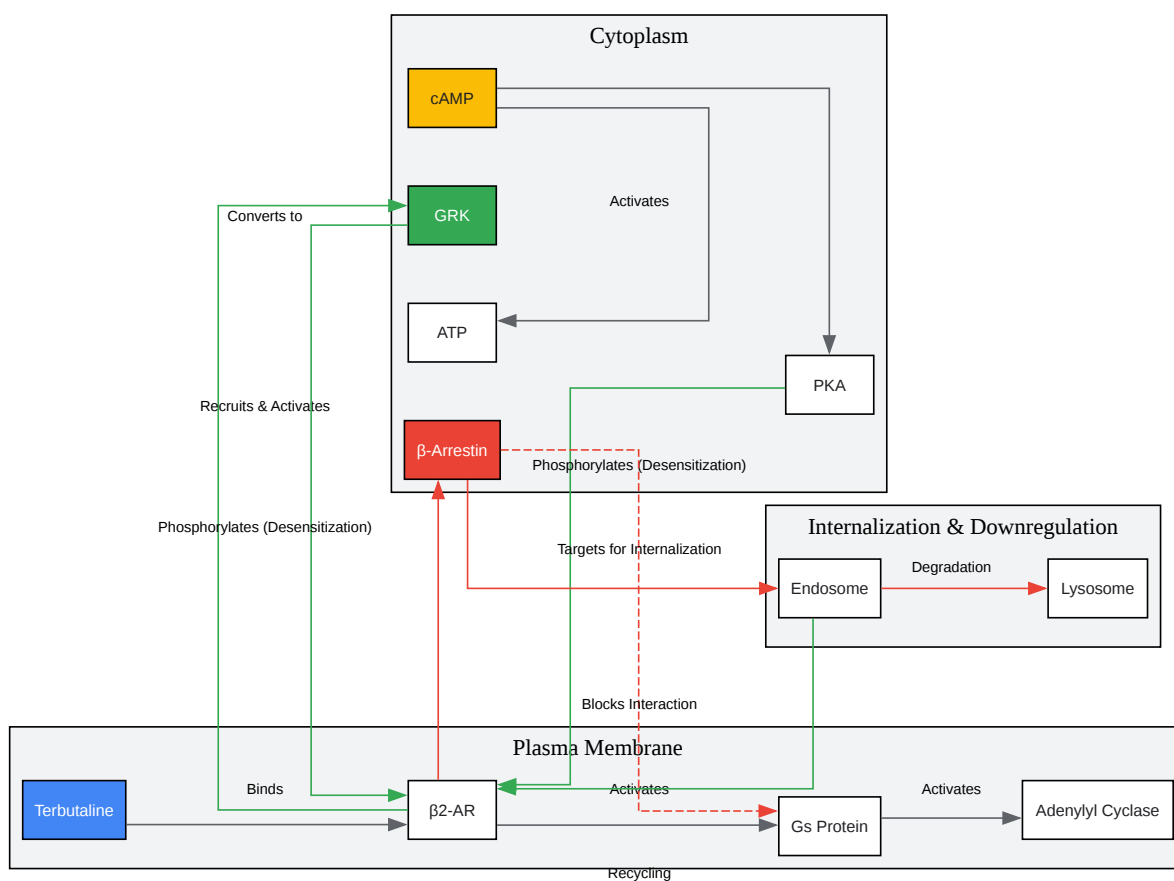 Cytoplasm
cAMP
Activates
Converts to
GRK
ATP
PKA
Recruits & Activates
β-Arrestin
Phosphorylates (Desensitization)
Phosphorylates (Desensitization)
Internalization & Downregulation
Targets for Internalization
Endosome
Degradation
Lysosome
Blocks Interaction
Plasma Membrane
Terbutaline
Binds
β2-AR
Activates
Gs Protein
Activates
Adenylyl Cyclase
Recycling